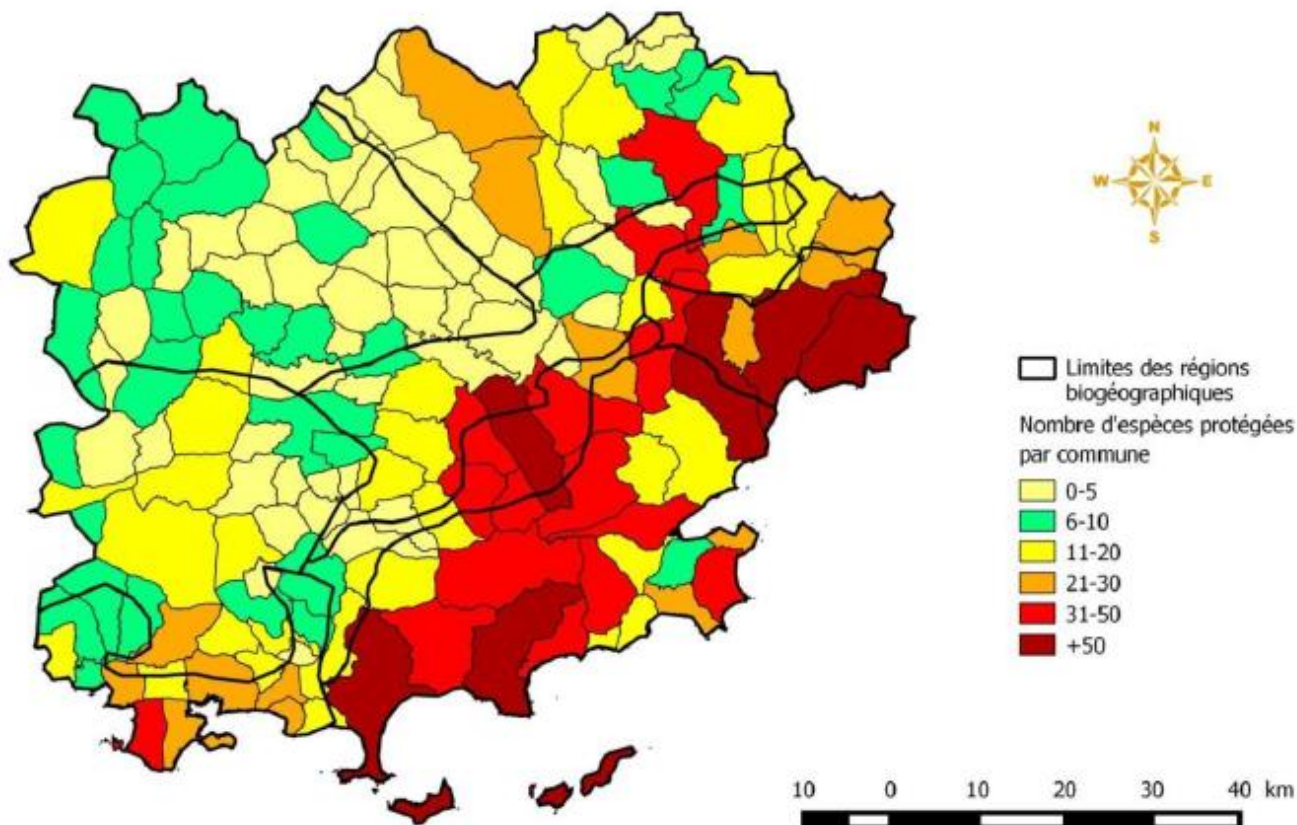 N
W E
S
Limites des régions
biogéographiques
Nombre d'espèces protégées
par commune
0-5
6-10
11-20
21-30
31-50
+50
10 0 10 20 30 40 km